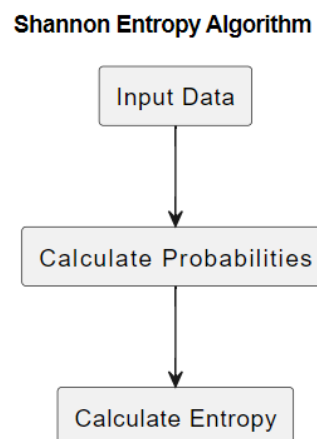 Shannon Entropy Algorithm
Input Data
Calculate Probabilities
Calculate Entropy